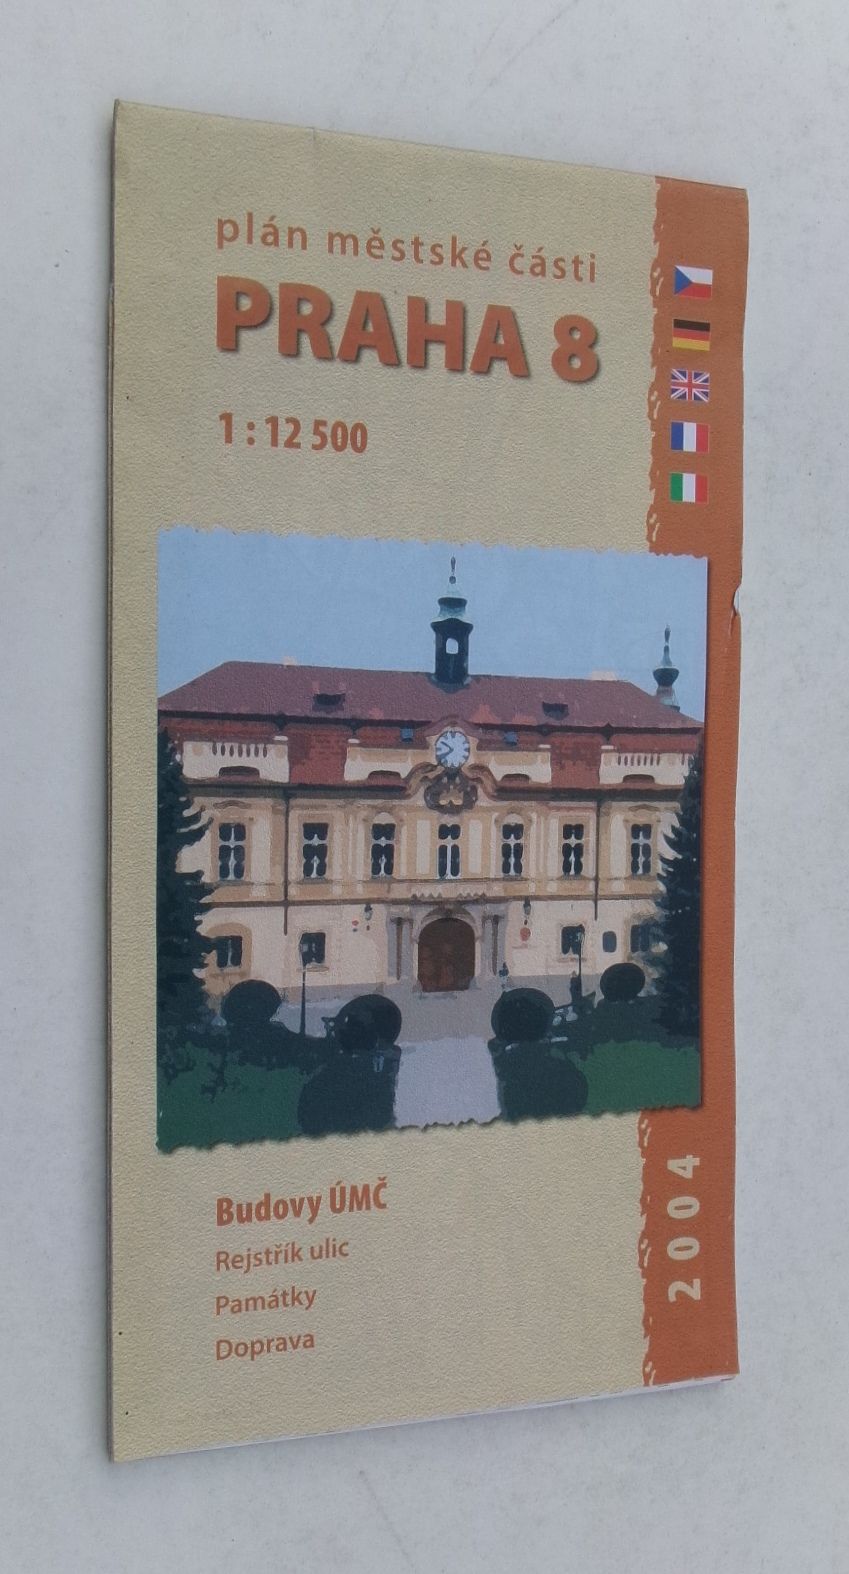 plán městské části
PRAHA 8
1 : 12 500
Budovy ÚMČ
Rejstřík ulic
Památky
Doprava
2004